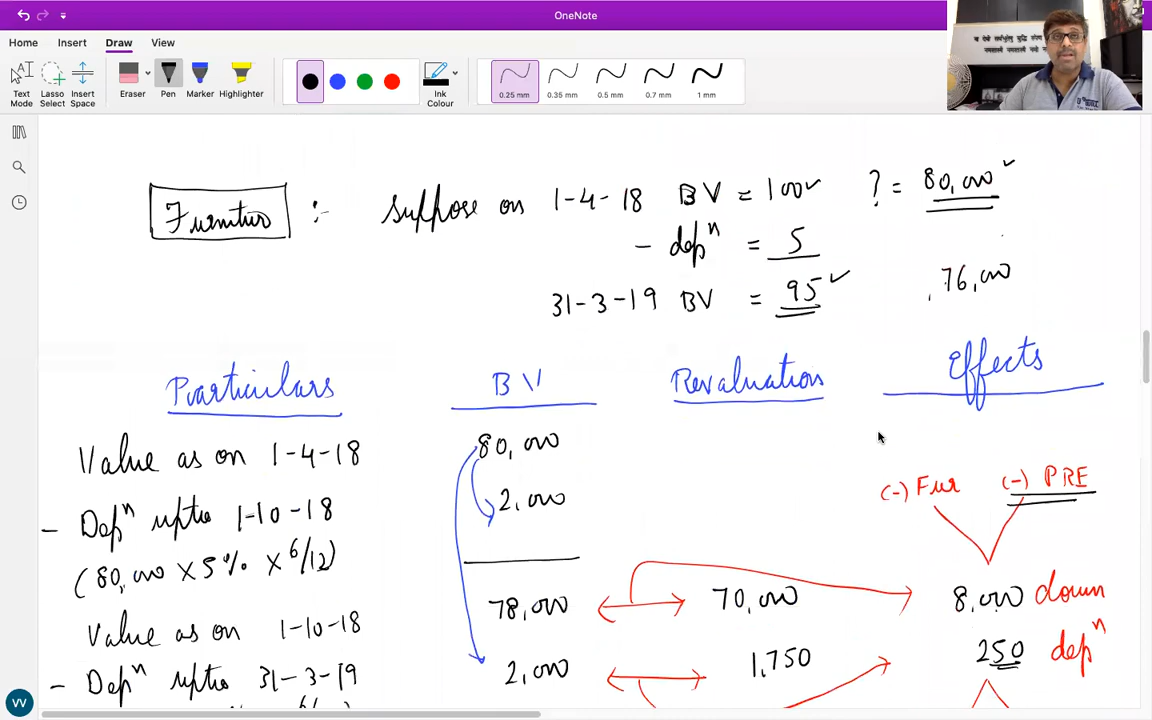 OneNote
Home Insert Draw View
Text Mode Lasso Select Insert Space Eraser Pen Marker Highlighter Ink Colour 0.25 mm 0.35 mm 0.5 mm 0.7 mm 1 mm
Furniture :- Suppose on 1-4-18 BV = 100 ✓ ? = 80,000 ✓
- depⁿ = 5
31-3-19 BV = 95 ✓ 76,000
Particulars BV Revaluation Effects
Value as on 1-4-18 80,000
(-) Fur (-) PRE
- Depⁿ upto 1-10-18 2,000
(80,000 X 5% X 6/12)
78,000 70,000 8,000 down
Value as on 1-10-18
- Depⁿ upto 31-3-19 2,000 1,750 250 depⁿ
VV